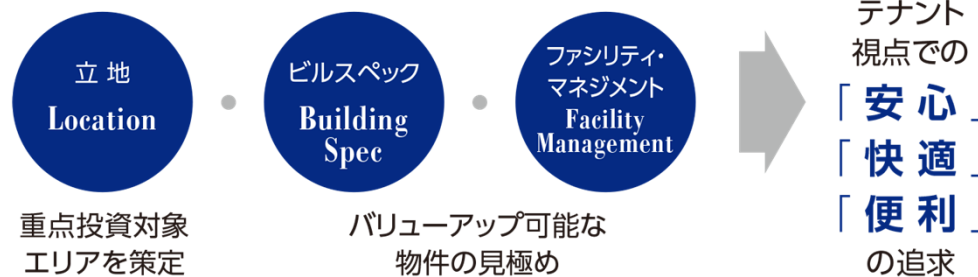 立地
Location
重点投資対象
エリアを策定
ビルスペック
Building
Spec
ファシリティ・
マネジメント
Facility
Management
バリューアップ可能な
物件の見極め
テナント
視点での
「安心」
「快適」
「便利」
の追求